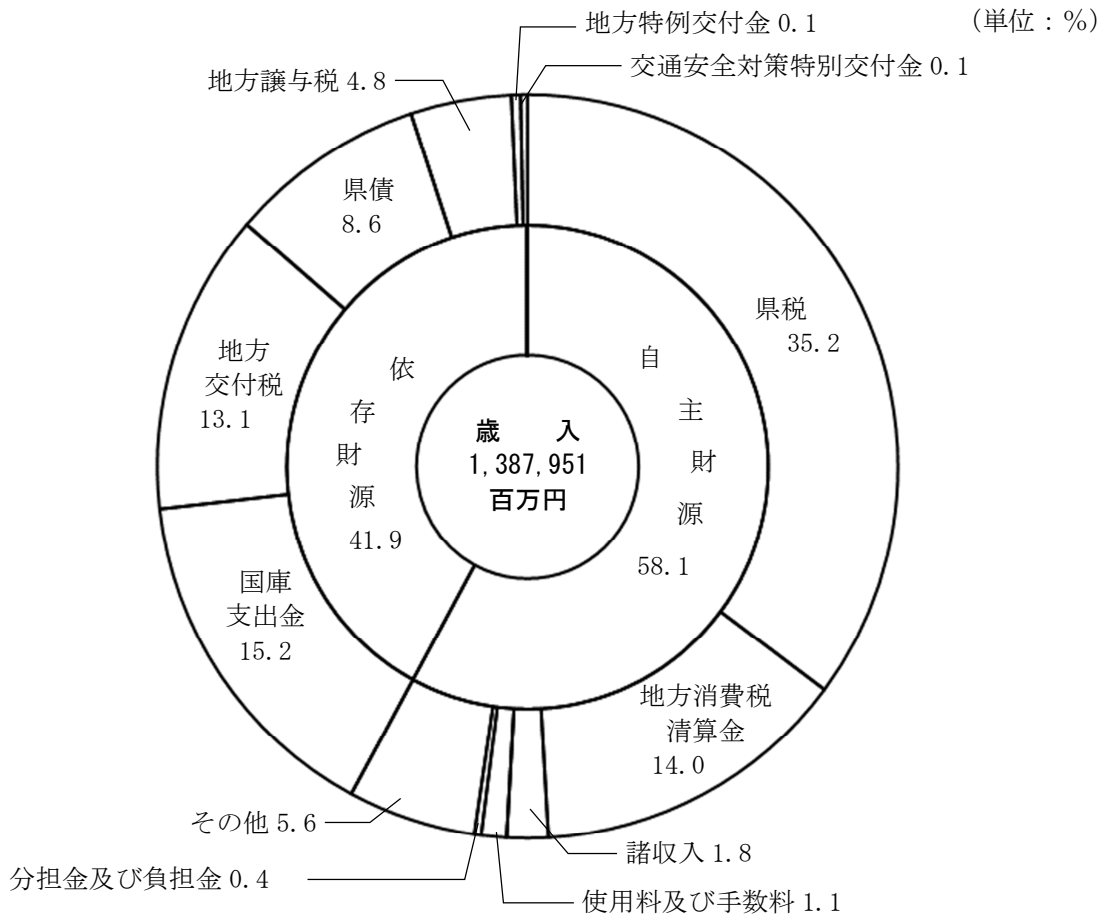 (単位：%)
地方特例交付金 0.1
交通安全対策特別交付金 0.1
地方譲与税 4.8
県債
8.6
県税
35.2
地方
交付税
13.1
依存財源
41.9
歳　入
1,387,951
百万円
自主財源
58.1
国庫
支出金
15.2
地方消費税
清算金
14.0
その他 5.6
諸収入 1.8
分担金及び負担金 0.4
使用料及び手数料 1.1